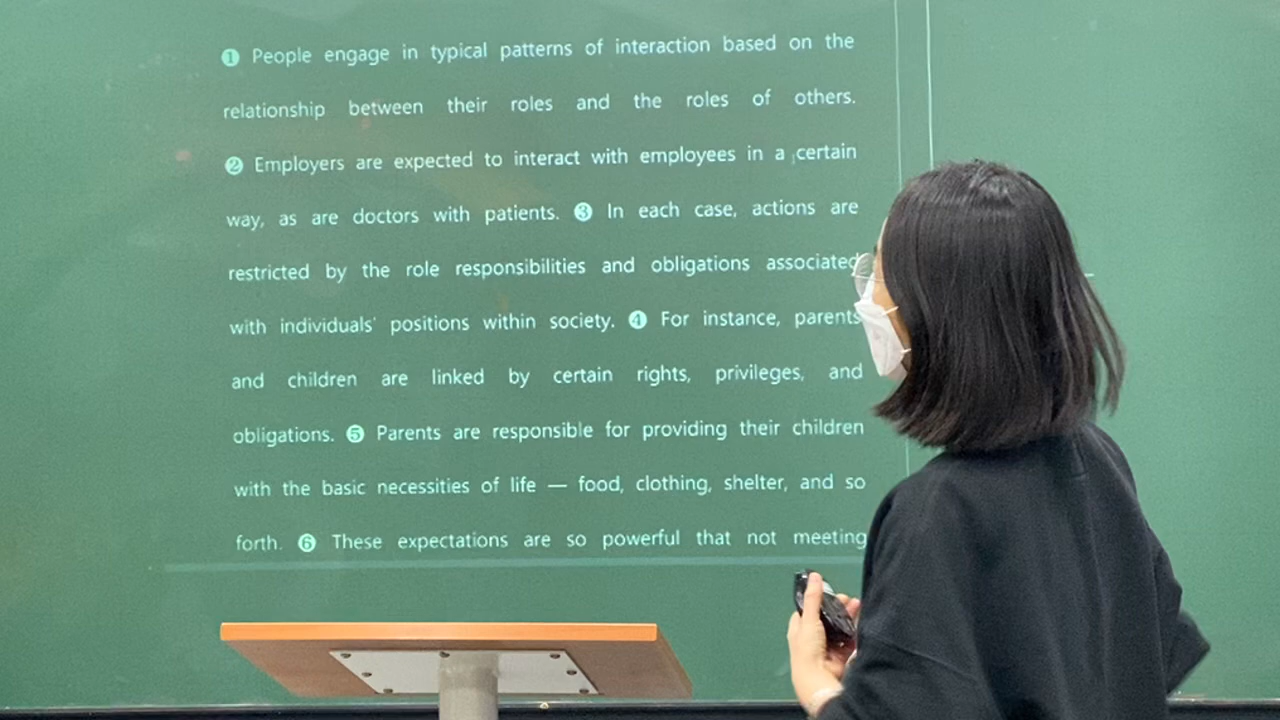 ❶ People engage in typical patterns of interaction based on the
relationship between their roles and the roles of others.
❷ Employers are expected to interact with employees in a certain
way, as are doctors with patients. ❸ In each case, actions are
restricted by the role responsibilities and obligations associated
with individuals' positions within society. ❹ For instance, parents
and children are linked by certain rights, privileges, and
obligations. ❺ Parents are responsible for providing their children
with the basic necessities of life — food, clothing, shelter, and so
forth. ❻ These expectations are so powerful that not meeting